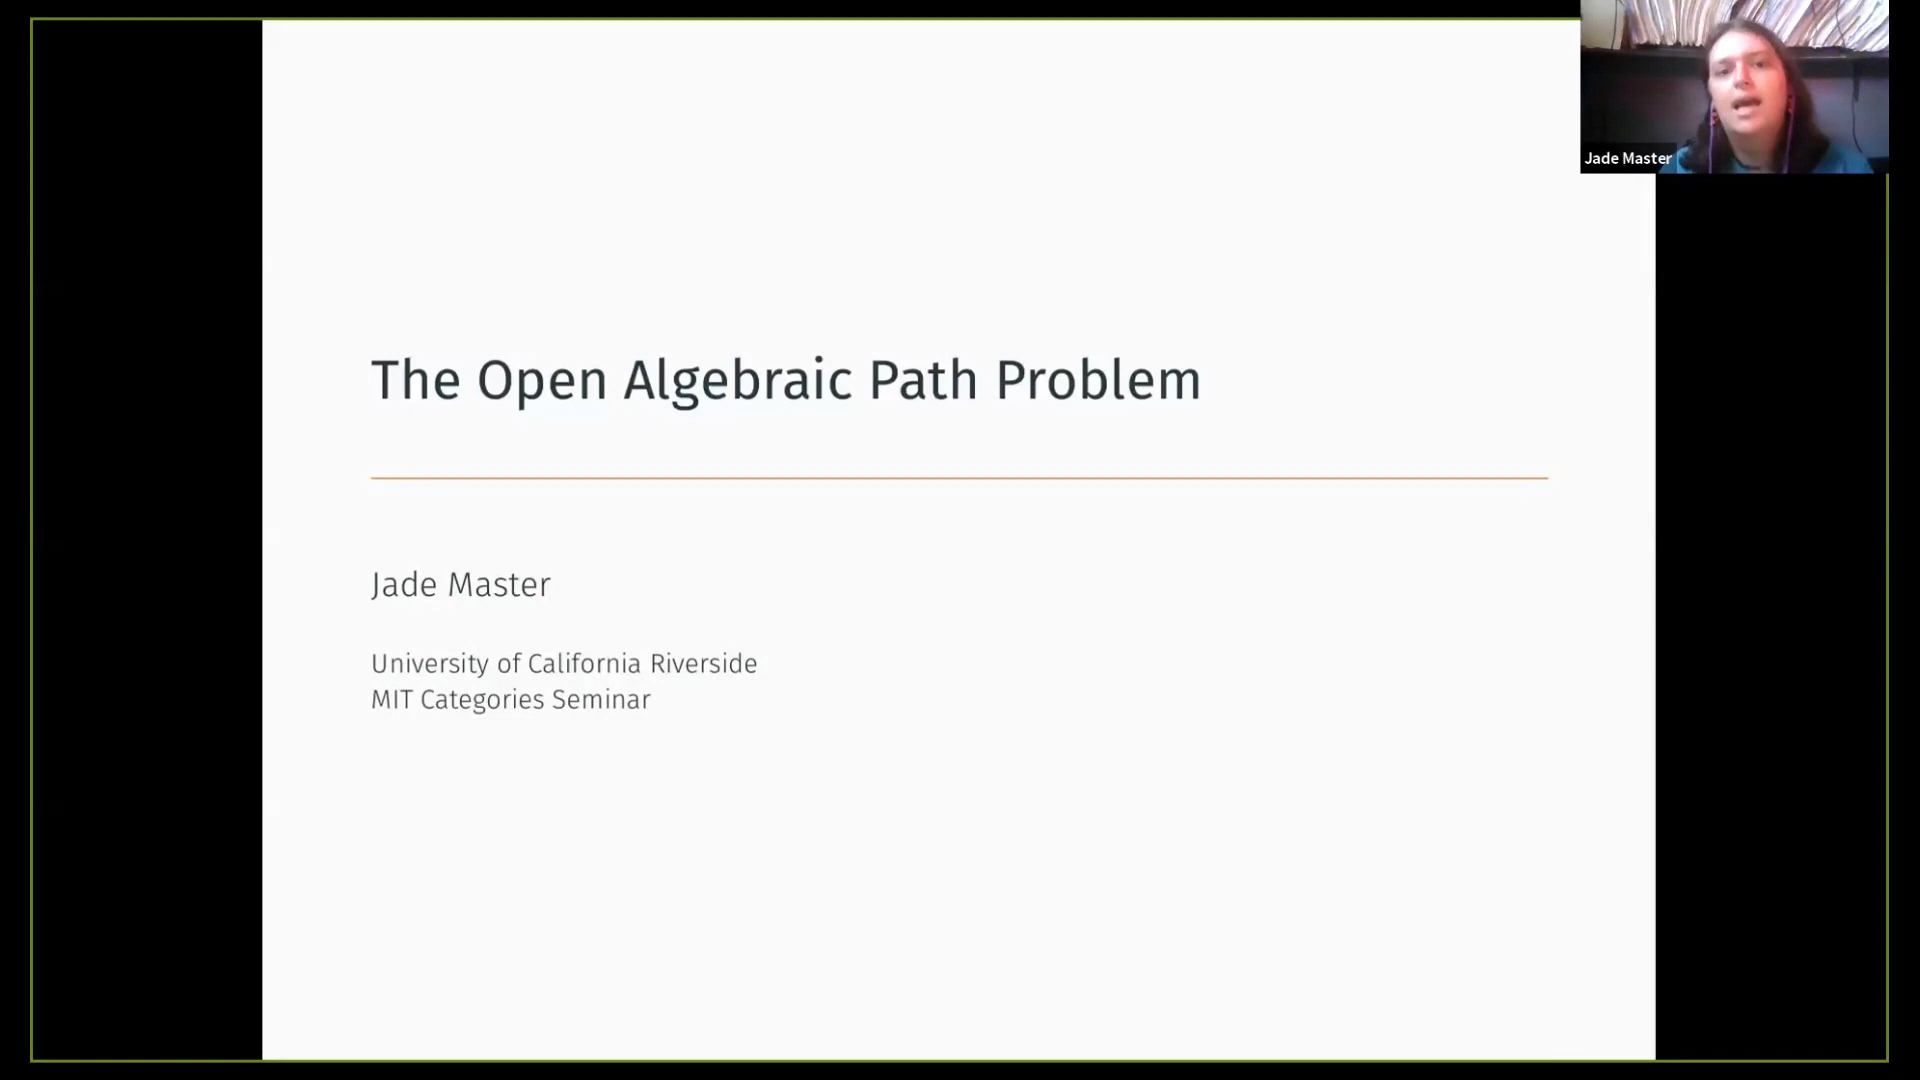 The Open Algebraic Path Problem
Jade Master
University of California Riverside
MIT Categories Seminar
Jade Master